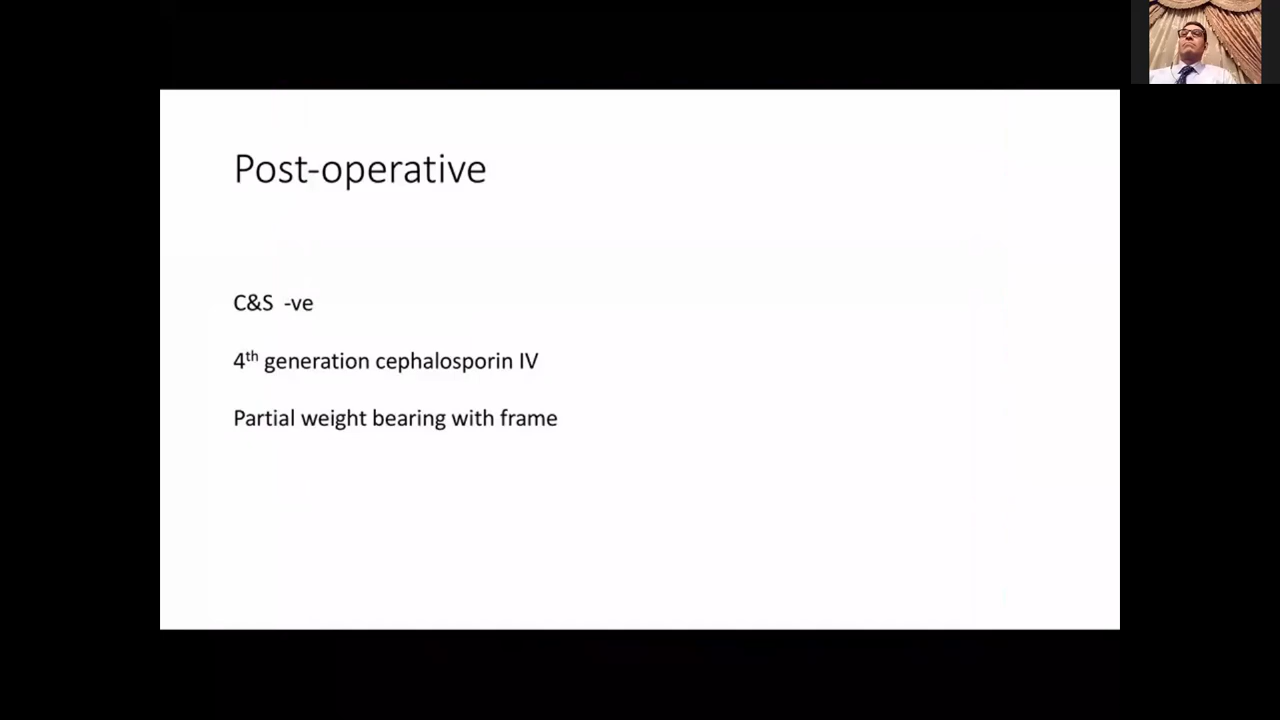 Post-operative
C&S -ve
4th generation cephalosporin IV
Partial weight bearing with frame